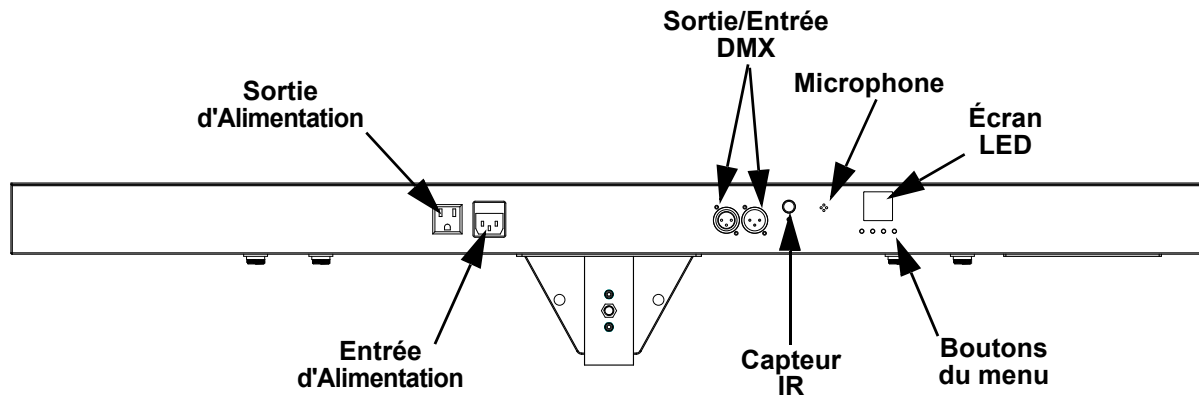 Sortie/Entrée
DMX
Microphone
Sortie
d'Alimentation
Écran
LED
Entrée
d'Alimentation
Capteur
IR
Boutons
du menu